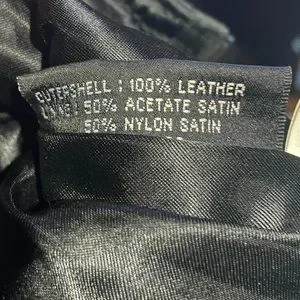 OUTERSHELL : 100% LEATHER
LINING : 50% ACETATE SATIN
50% NYLON SATIN